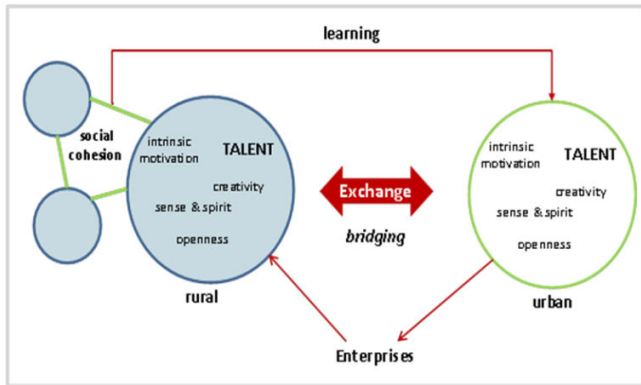 learning
social
cohesion
intrinsic
motivation
TALENT
creativity
sense & spirit
openness
rural
Exchange
bridging
intrinsic
motivation
TALENT
creativity
sense & spirit
openness
urban
Enterprises